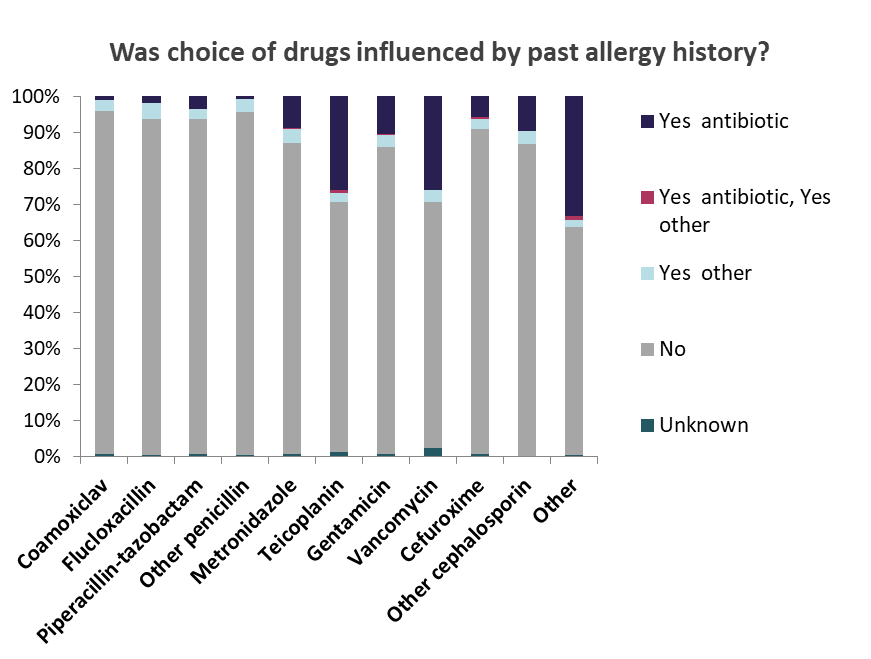 Was choice of drugs influenced by past allergy history?
100%
90%
80%
70%
60%
50%
40%
30%
20%
10%
0%
Coamoxiclav
Flucloxacillin
Piperacillin-tazobactam
Other penicillin
Metronidazole
Teicoplanin
Gentamicin
Vancomycin
Cefuroxime
Other cephalosporin
Other
Yes antibiotic
Yes antibiotic, Yes
other
Yes other
No
Unknown